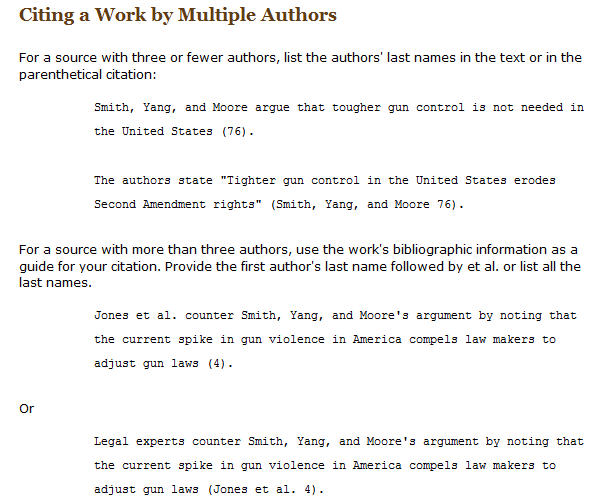 Citing a Work by Multiple Authors
For a source with three or fewer authors, list the authors' last names in the text or in the
parenthetical citation:
Smith, Yang, and Moore argue that tougher gun control is not needed in
the United States (76).
The authors state "Tighter gun control in the United States erodes
Second Amendment rights" (Smith, Yang, and Moore 76).
For a source with more than three authors, use the work's bibliographic information as a
guide for your citation. Provide the first author's last name followed by et al. or list all the
last names.
Jones et al. counter Smith, Yang, and Moore's argument by noting that
the current spike in gun violence in America compels law makers to
adjust gun laws (4).
Or
Legal experts counter Smith, Yang, and Moore's argument by noting that
the current spike in gun violence in America compels law makers to
adjust gun laws (Jones et al. 4).